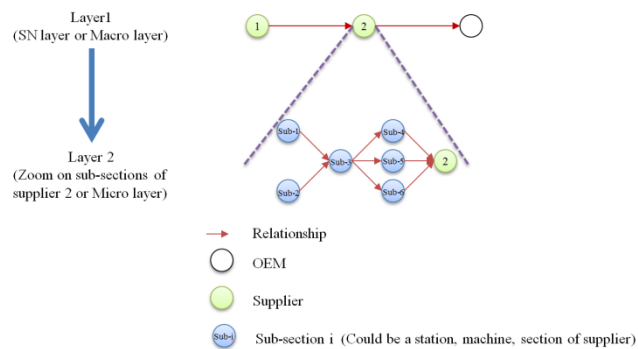 Layer1
(SN layer or Macro layer)
1
2
Sub-1
Sub-4
Sub-3
Sub-5
2
Sub-2
Sub-6
Layer 2
(Zoom on sub-sections of
supplier 2 or Micro layer)
Relationship
OEM
Supplier
Sub-i
Sub-section i (Could be a station, machine, section of supplier)